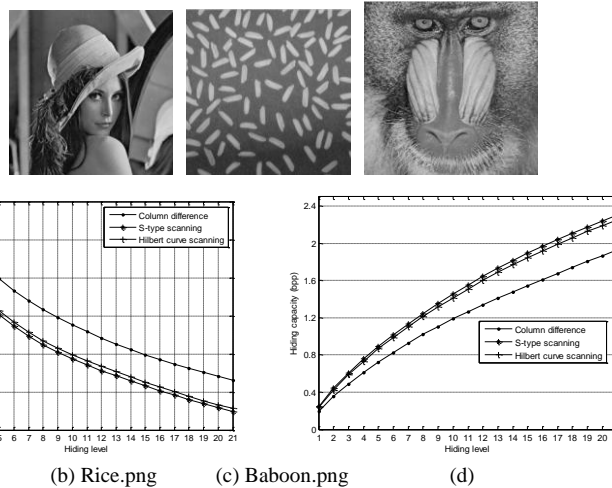 Column difference
S-type scanning
Hilbert curve scanning
6 7 8 9 10 11 12 13 14 15 16 17 18 19 20 21
Hiding level
2.4
2
1.6
1.2
0.8
0.4
0
Hiding capacity (bpp)
Column difference
S-type scanning
Hilbert curve scanning
1 2 3 4 5 6 7 8 9 10 11 12 13 14 15 16 17 18 19 20
Hiding level
(b) Rice.png (c) Baboon.png (d)